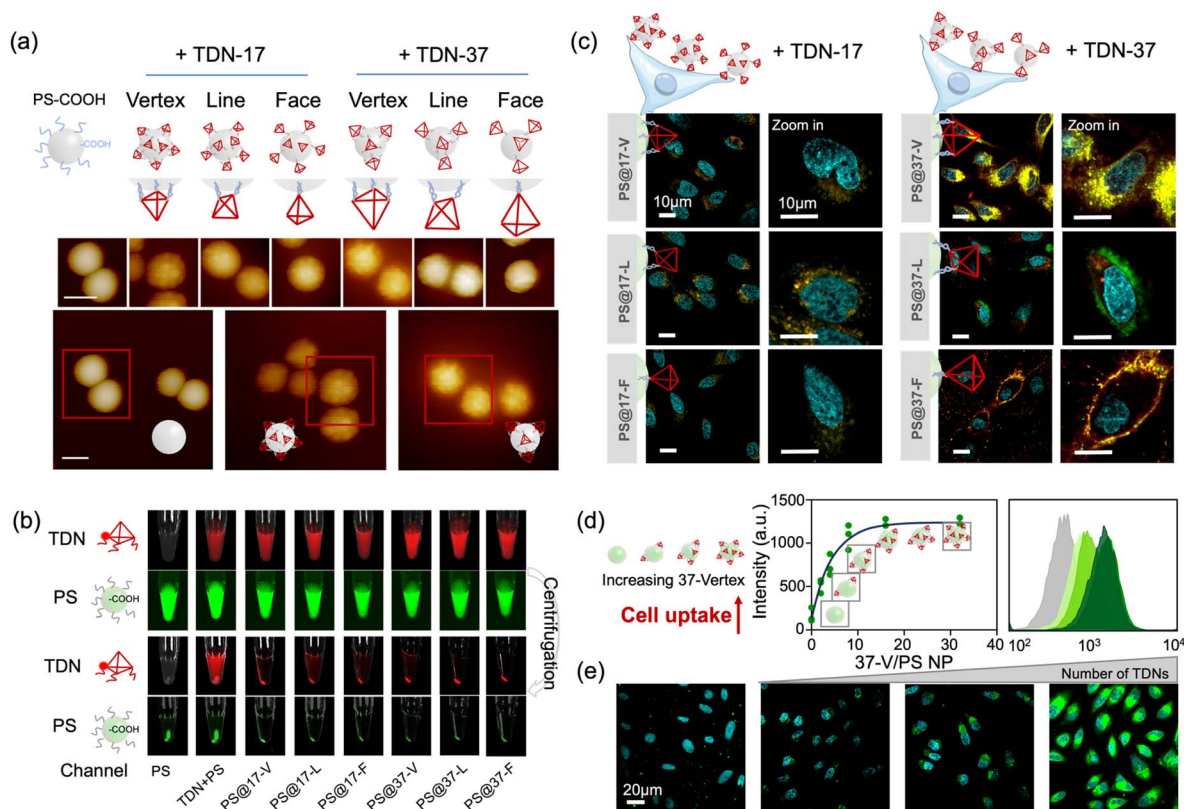 (a)
+ TDN-17
+ TDN-37
PS-COOH
Vertex Line Face Vertex Line Face
-COOH
(b)
TDN
PS
-COOH
TDN
PS
-COOH
Centrifugation
Channel
PS
TDN+PS
PS@17-V
PS@17-L
PS@17-F
PS@37-V
PS@37-L
PS@37-F
(c)
+ TDN-17
+ TDN-37
PS@17-V
10μm
Zoom in
10μm
PS@37-V
Zoom in
PS@17-L
PS@37-L
PS@17-F
PS@37-F
(d)
Increasing 37-Vertex
Cell uptake
Intensity (a.u.)
1500
1000
500
0
0 10 20 30 40
37-V/PS NP
10² 10³ 10⁴
(e)
Number of TDNs
20μm